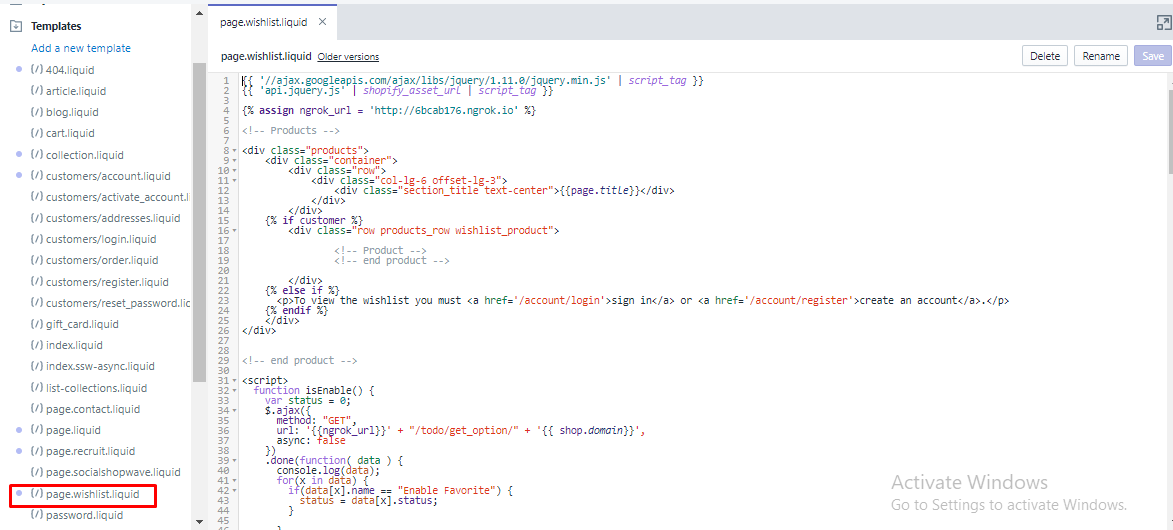 Templates
Add a new template
404.liquid
article.liquid
blog.liquid
cart.liquid
collection.liquid
customers/account.liquid
customers/activate_account.l
customers/addresses.liquid
customers/login.liquid
customers/order.liquid
customers/register.liquid
customers/reset_password.lic
gift_card.liquid
index.liquid
index.ssw-async.liquid
list-collections.liquid
page.contact.liquid
page.liquid
page.recruit.liquid
page.socialshopwave.liquid
page.wishlist.liquid
password.liquid
page.wishlist.liquid ×
page.wishlist.liquid Older versions Delete Rename Save
1 {{ '//ajax.googleapis.com/ajax/libs/jquery/1.11.0/jquery.min.js' | script_tag }}
2 {{ 'api.jquery.js' | shopify_asset_url | script_tag }}
3
4 {% assign ngrok_url = 'http://6bcab176.ngrok.io' %}
5
6 <!-- Products -->
7
8 <div class="products">
9 <div class="container">
10 <div class="row">
11 <div class="col-lg-6 offset-lg-3">
12 <div class="section_title text-center">{{page.title}}</div>
13 </div>
14 </div>
15 {% if customer %}
16 <div class="row products_row wishlist_product">
17
18 <!-- Product -->
19 <!-- end product -->
20
21 </div>
22 {% else if %}
23 <p>To view the wishlist you must <a href='/account/login'>sign in</a> or <a href='/account/register'>create an account</a>.</p>
24 {% endif %}
25 </div>
26 </div>
27
28
29 <!-- end product -->
30
31 <script>
32 function isEnable() {
33 var status = 0;
34 $.ajax({
35 method: "GET",
36 url: '{{ngrok_url}}' + "/todo/get_option/" + '{{ shop.domain}}',
37 async: false
38 })
39 .done(function( data ) {
40 console.log(data);
41 for(x in data) {
42 if(data[x].name == "Enable Favorite") {
43 status = data[x].status;
44 }
45
Activate Windows
Go to Settings to activate Windows.